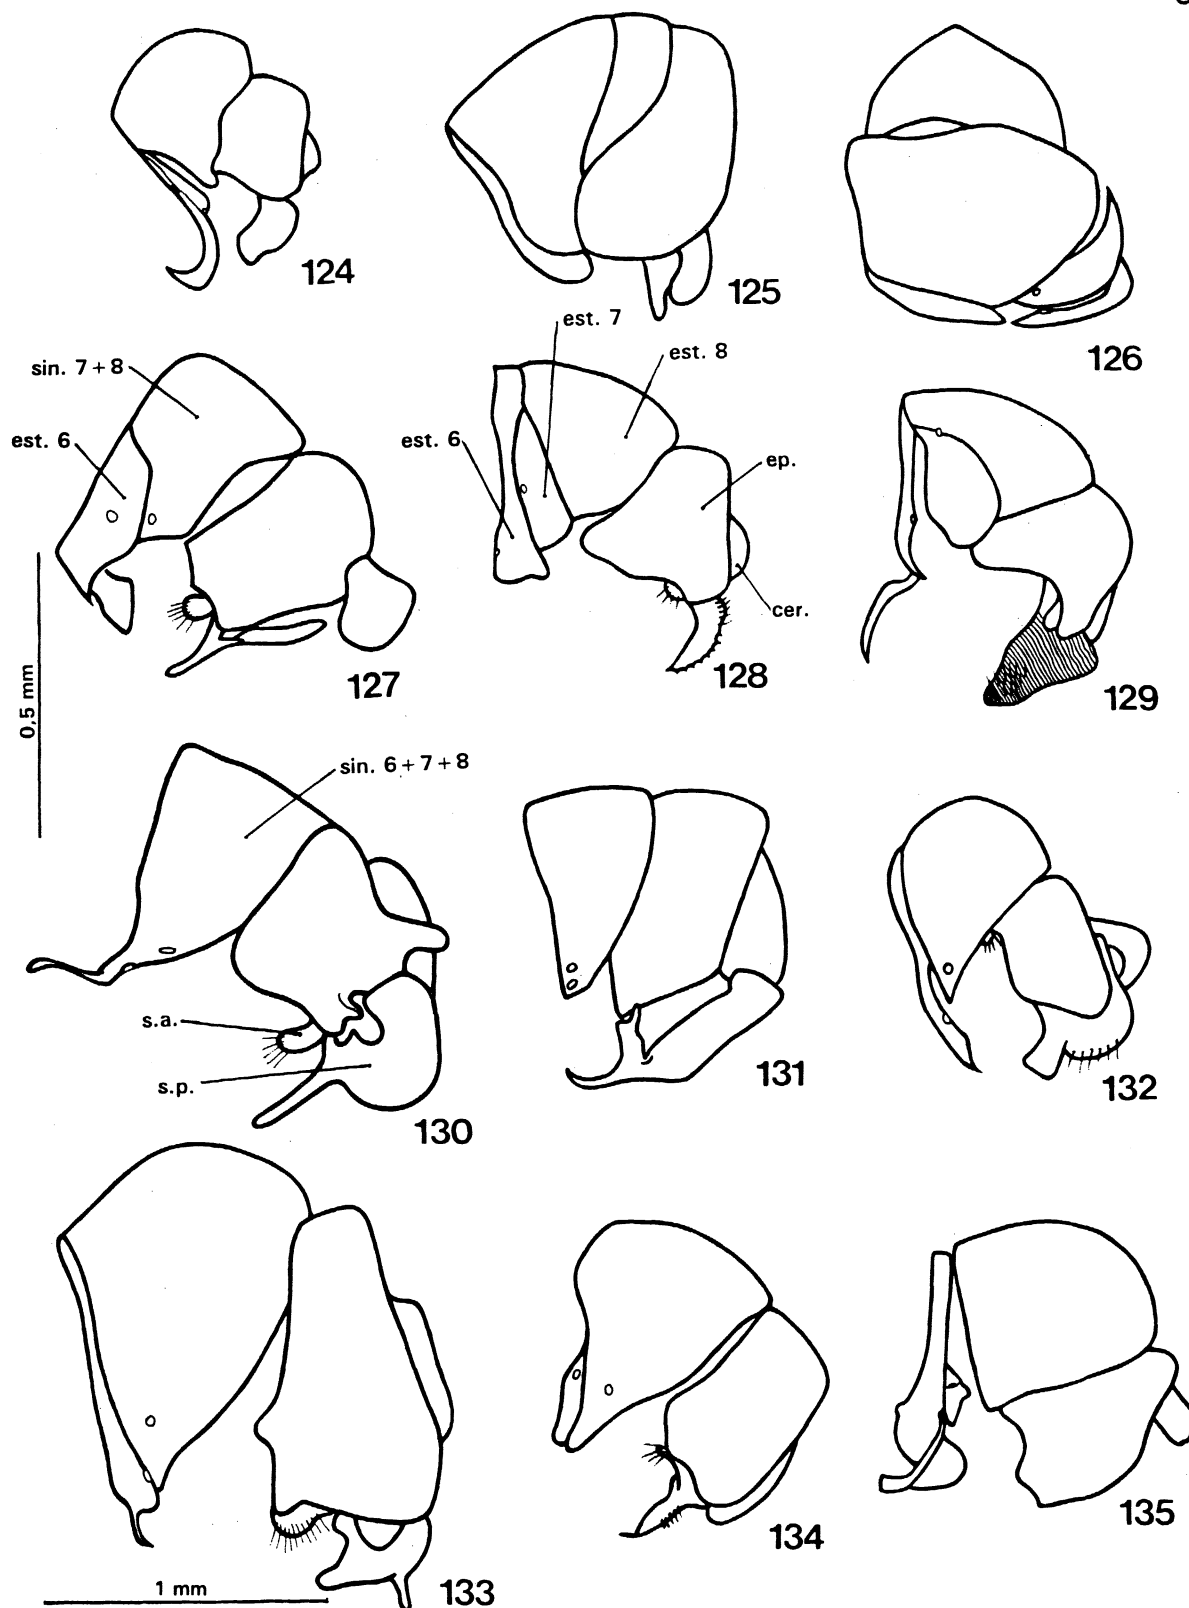 124
125
126
est. 7
sin. 7+8
est. 8
est. 6
est. 6
ep.
cer.
127
128
129
0,5 mm
sin. 6+7+8
s.a.
s.p.
130
131
132
1 mm
133
134
135